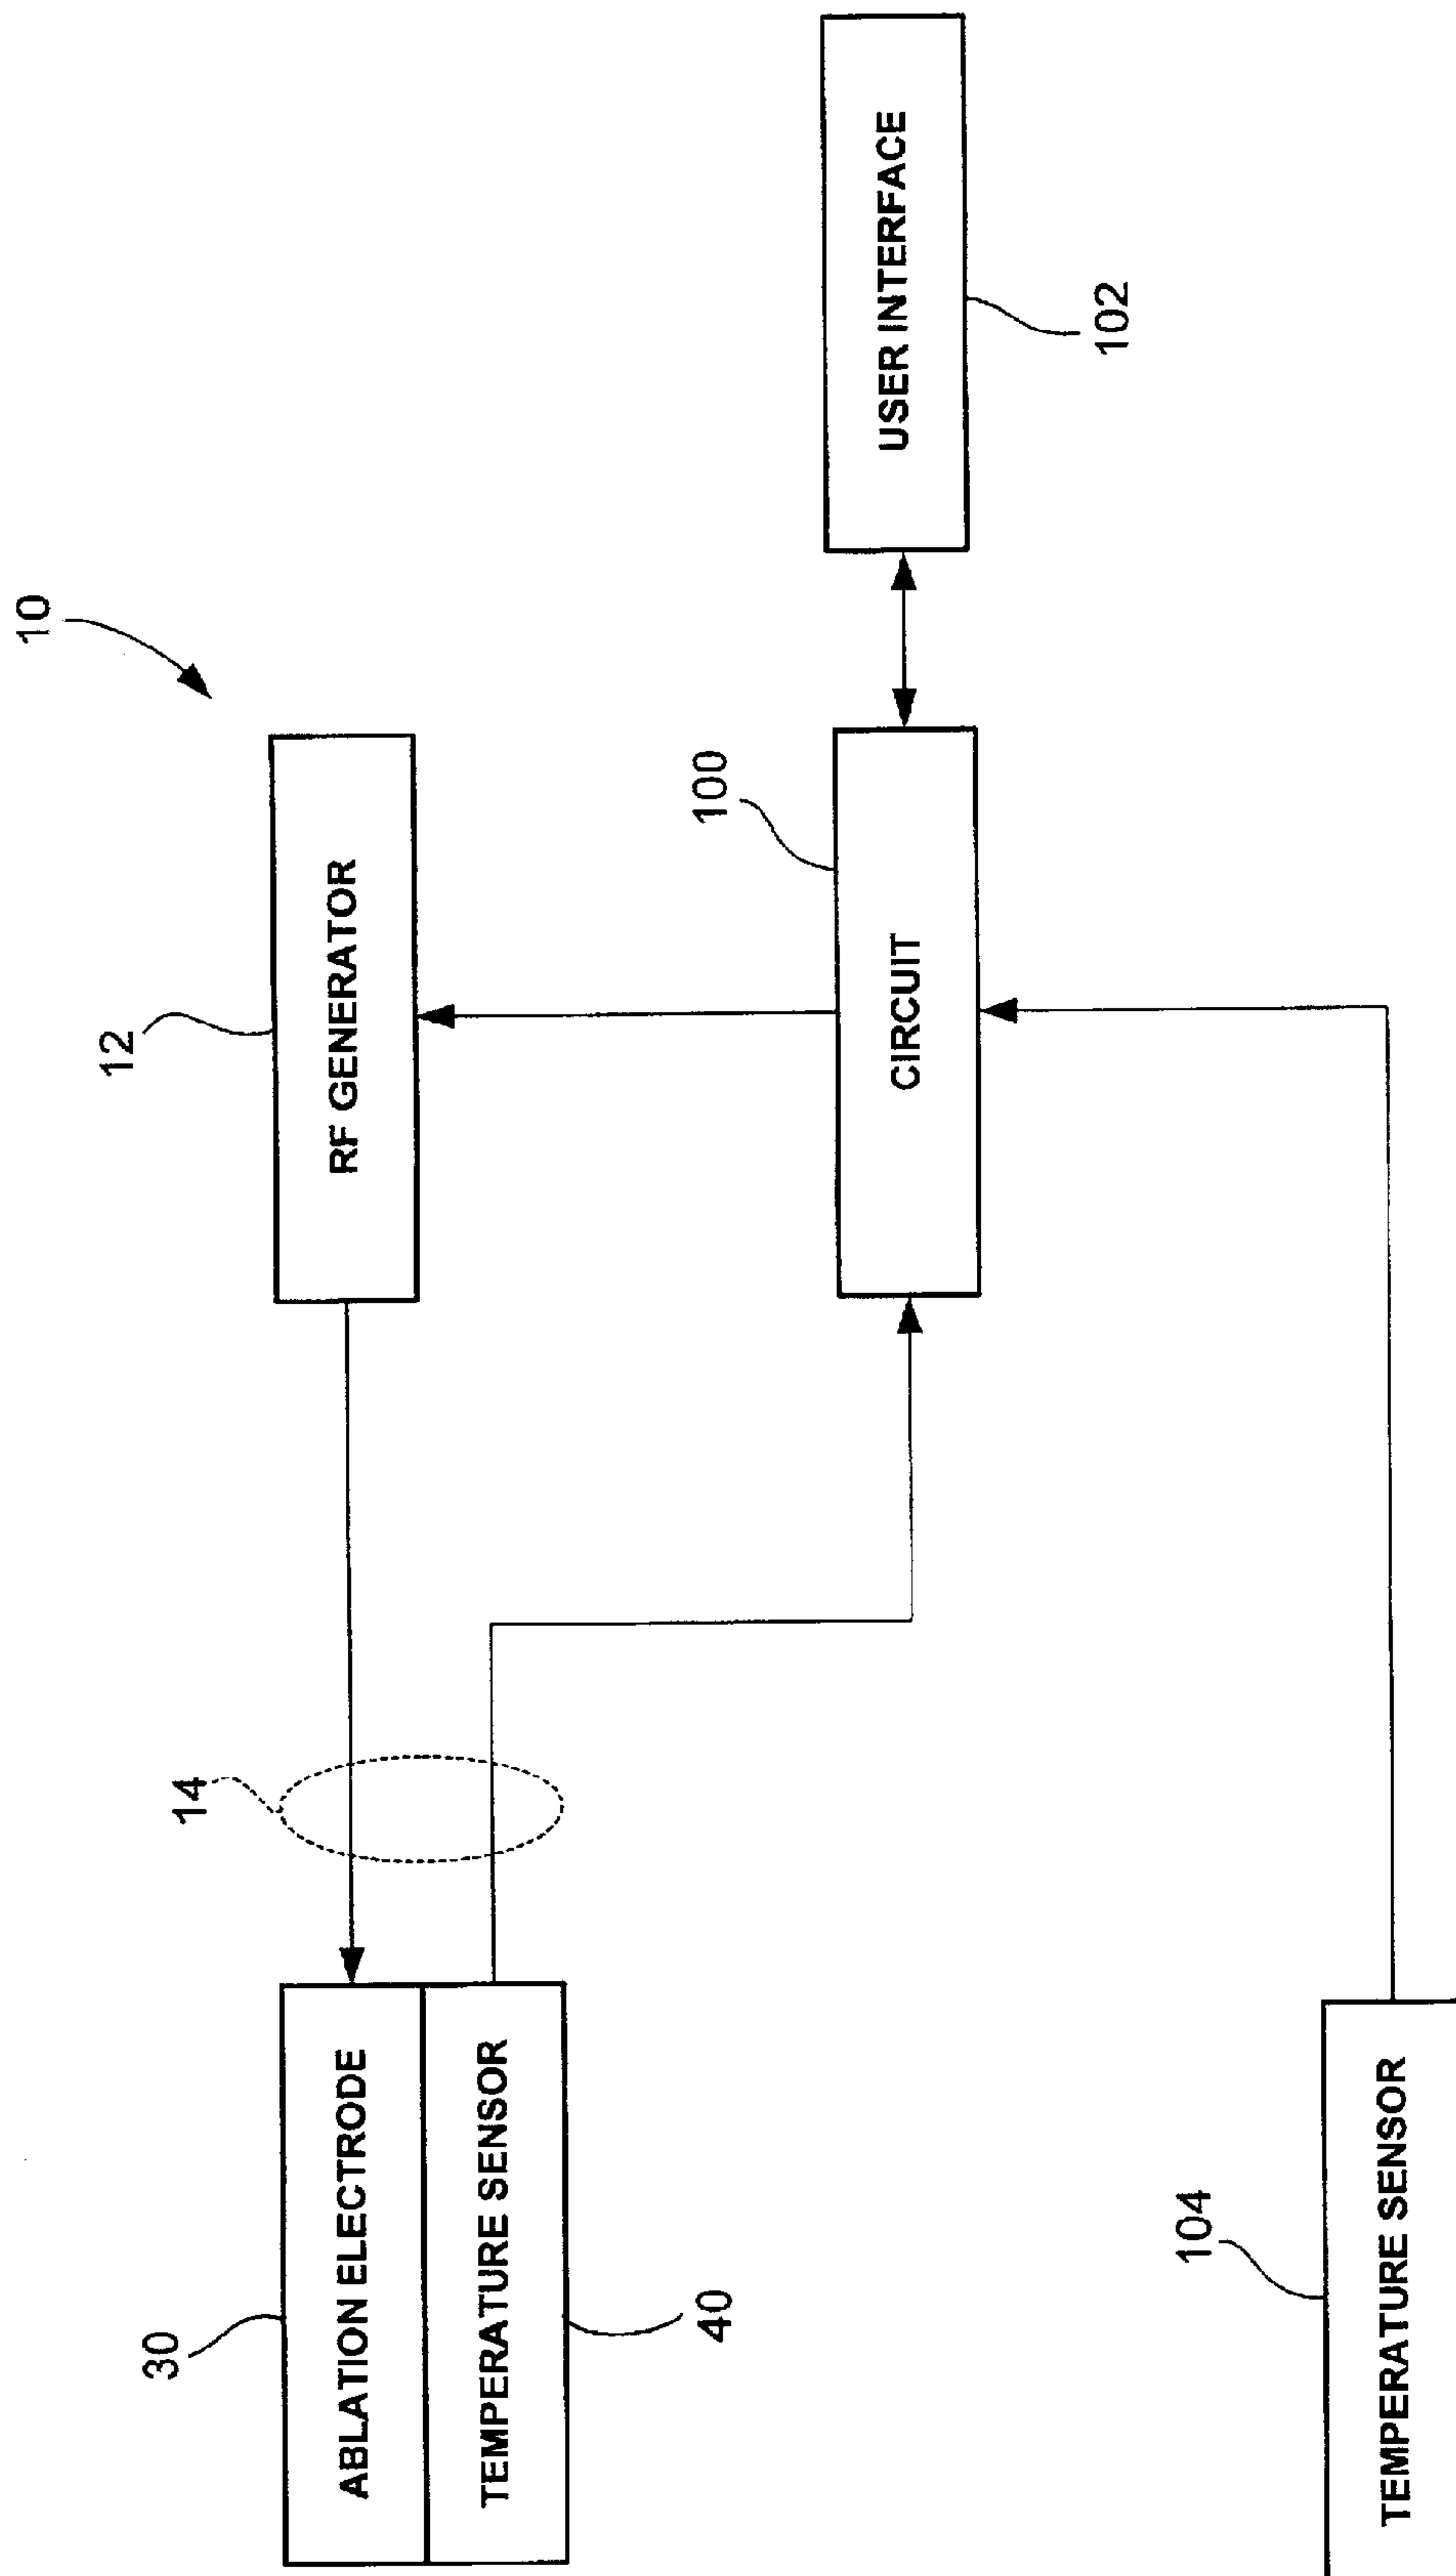 10
12
RF GENERATOR
14
30
ABLATION ELECTRODE
TEMPERATURE SENSOR
40
100
CIRCUIT
USER INTERFACE
102
104
TEMPERATURE SENSOR